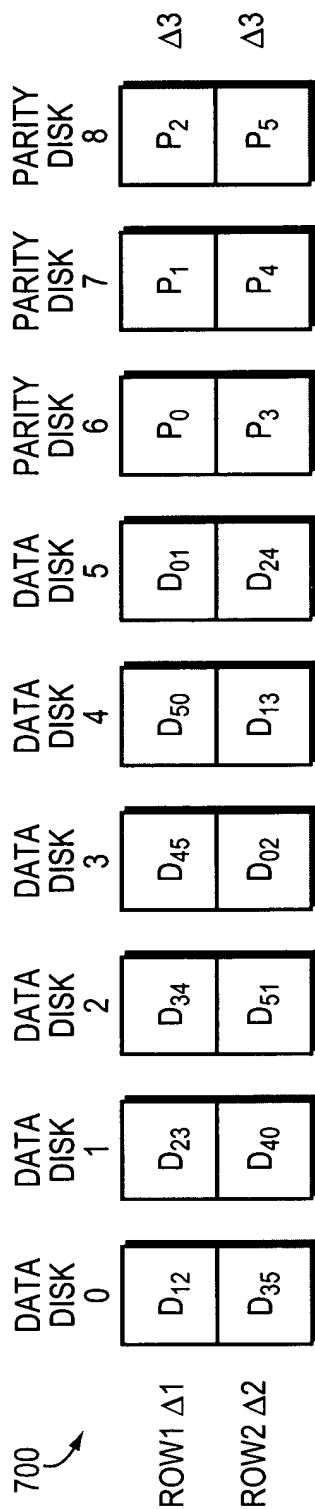 700
DATA DISK 0 DATA DISK 1 DATA DISK 2 DATA DISK 3 DATA DISK 4 DATA DISK 5 PARITY DISK 6 PARITY DISK 7 PARITY DISK 8
ROW1 Δ1 D12 D23 D34 D45 D50 D01 P0 P1 P2 Δ3
ROW2 Δ2 D35 D40 D51 D02 D13 D24 P3 P4 P5 Δ3